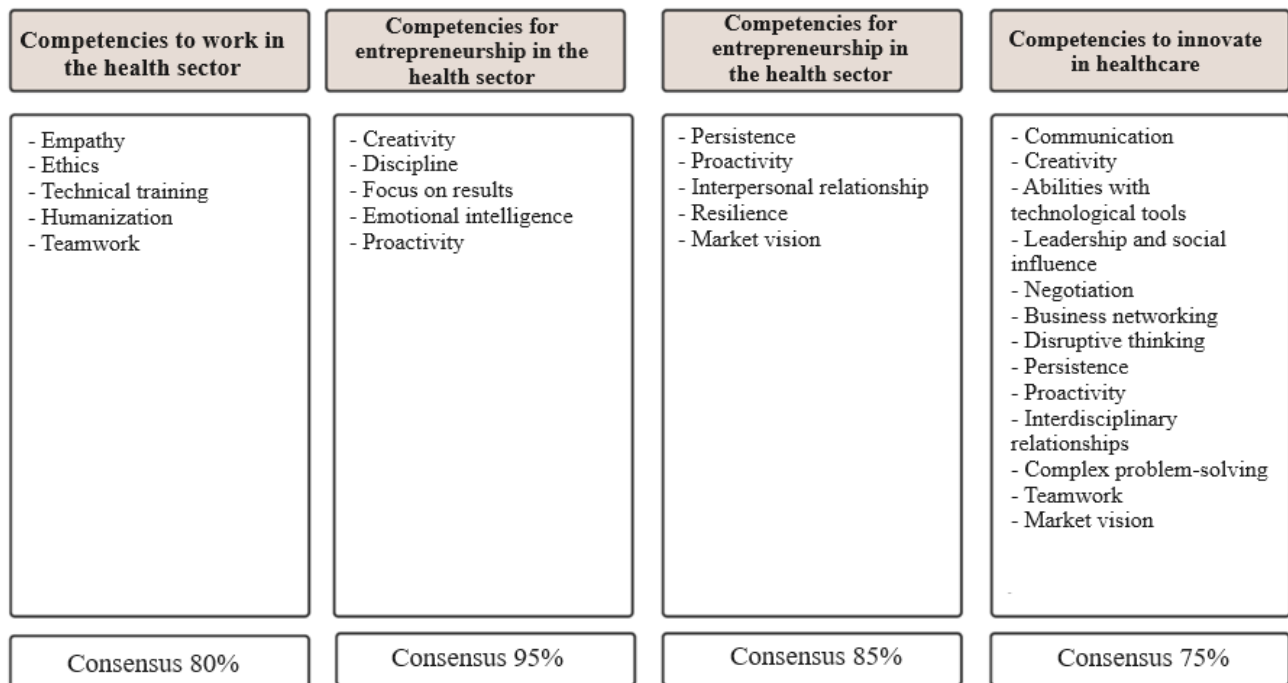 Competencies to work in
the health sector
- Empathy
- Ethics
- Technical training
- Humanization
- Teamwork
Consensus 80%
Competencies for
entrepreneurship in the
health sector
- Creativity
- Discipline
- Focus on results
- Emotional intelligence
- Proactivity
Consensus 95%
Competencies for
entrepreneurship in
the health sector
- Persistence
- Proactivity
- Interpersonal relationship
- Resilience
- Market vision
Consensus 85%
Competencies to innovate
in healthcare
- Communication
- Creativity
- Abilities with
technological tools
- Leadership and social
influence
- Negotiation
- Business networking
- Disruptive thinking
- Persistence
- Proactivity
- Interdisciplinary
relationships
- Complex problem-solving
- Teamwork
- Market vision
Consensus 75%